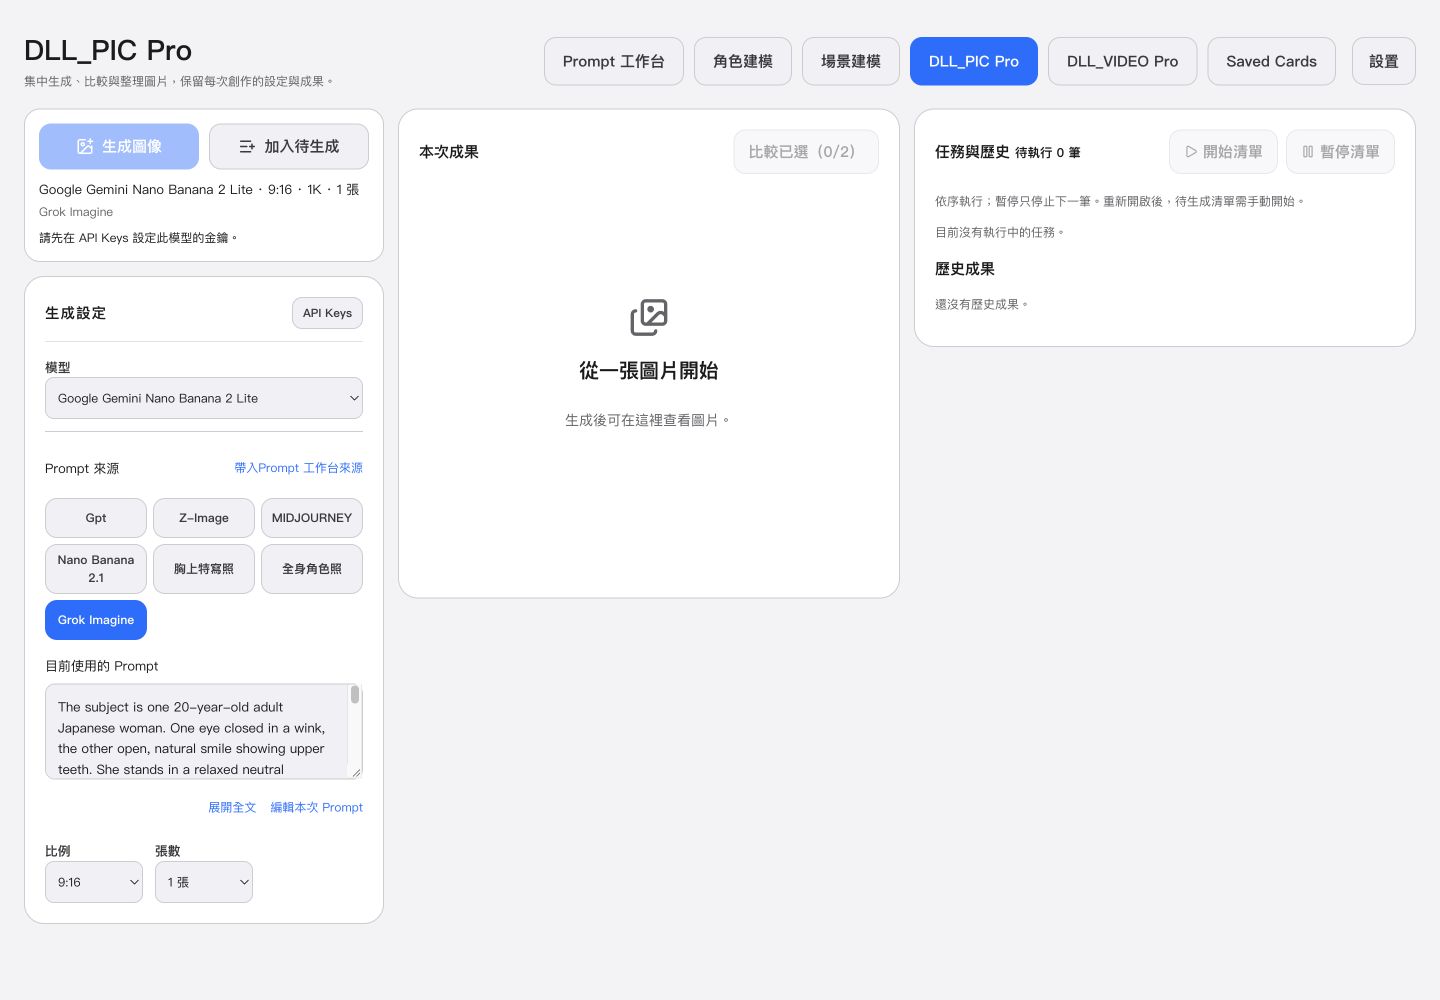 DLL_PIC Pro
集中生成、比較與整理圖片，保留每次創作的設定與成果。
Prompt 工作台
角色建模
場景建模
DLL_PIC Pro
DLL_VIDEO Pro
Saved Cards
設置
生成圖像
加入待生成
Google Gemini Nano Banana 2 Lite · 9:16 · 1K · 1 張
Grok Imagine
請先在 API Keys 設定此模型的金鑰。
生成設定
API Keys
模型
Google Gemini Nano Banana 2 Lite
Prompt 來源
帶入Prompt 工作台來源
Gpt
Z-Image
MIDJOURNEY
Nano Banana
2.1
胸上特寫照
全身角色照
Grok Imagine
目前使用的 Prompt
The subject is one 20-year-old adult
Japanese woman. One eye closed in a wink,
the other open, natural smile showing upper
teeth. She stands in a relaxed neutral
展開全文
編輯本次 Prompt
比例
張數
9:16
1 張
本次成果
比較已選（0/2）
從一張圖片開始
生成後可在這裡查看圖片。
任務與歷史 待執行 0 筆
開始清單
暫停清單
依序執行；暫停只停止下一筆。重新開啟後，待生成清單需手動開始。
目前沒有執行中的任務。
歷史成果
還沒有歷史成果。